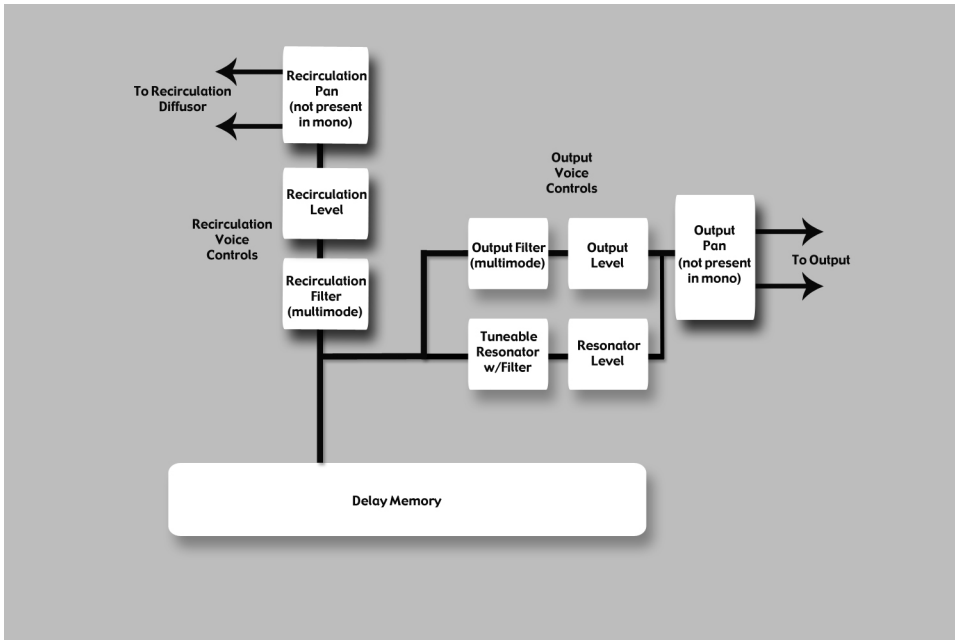 Recirculation
Pan
(not present
in mono)
To Recirculation
Diffusor
Recirculation
Level
Recirculation
Voice
Controls
Recirculation
Filter
(multimode)
Output
Voice
Controls
Output Filter
(multimode)
Output
Level
Output
Pan
(not present
in mono)
To Output
Tuneable
Resonator
w/Filter
Resonator
Level
Delay Memory